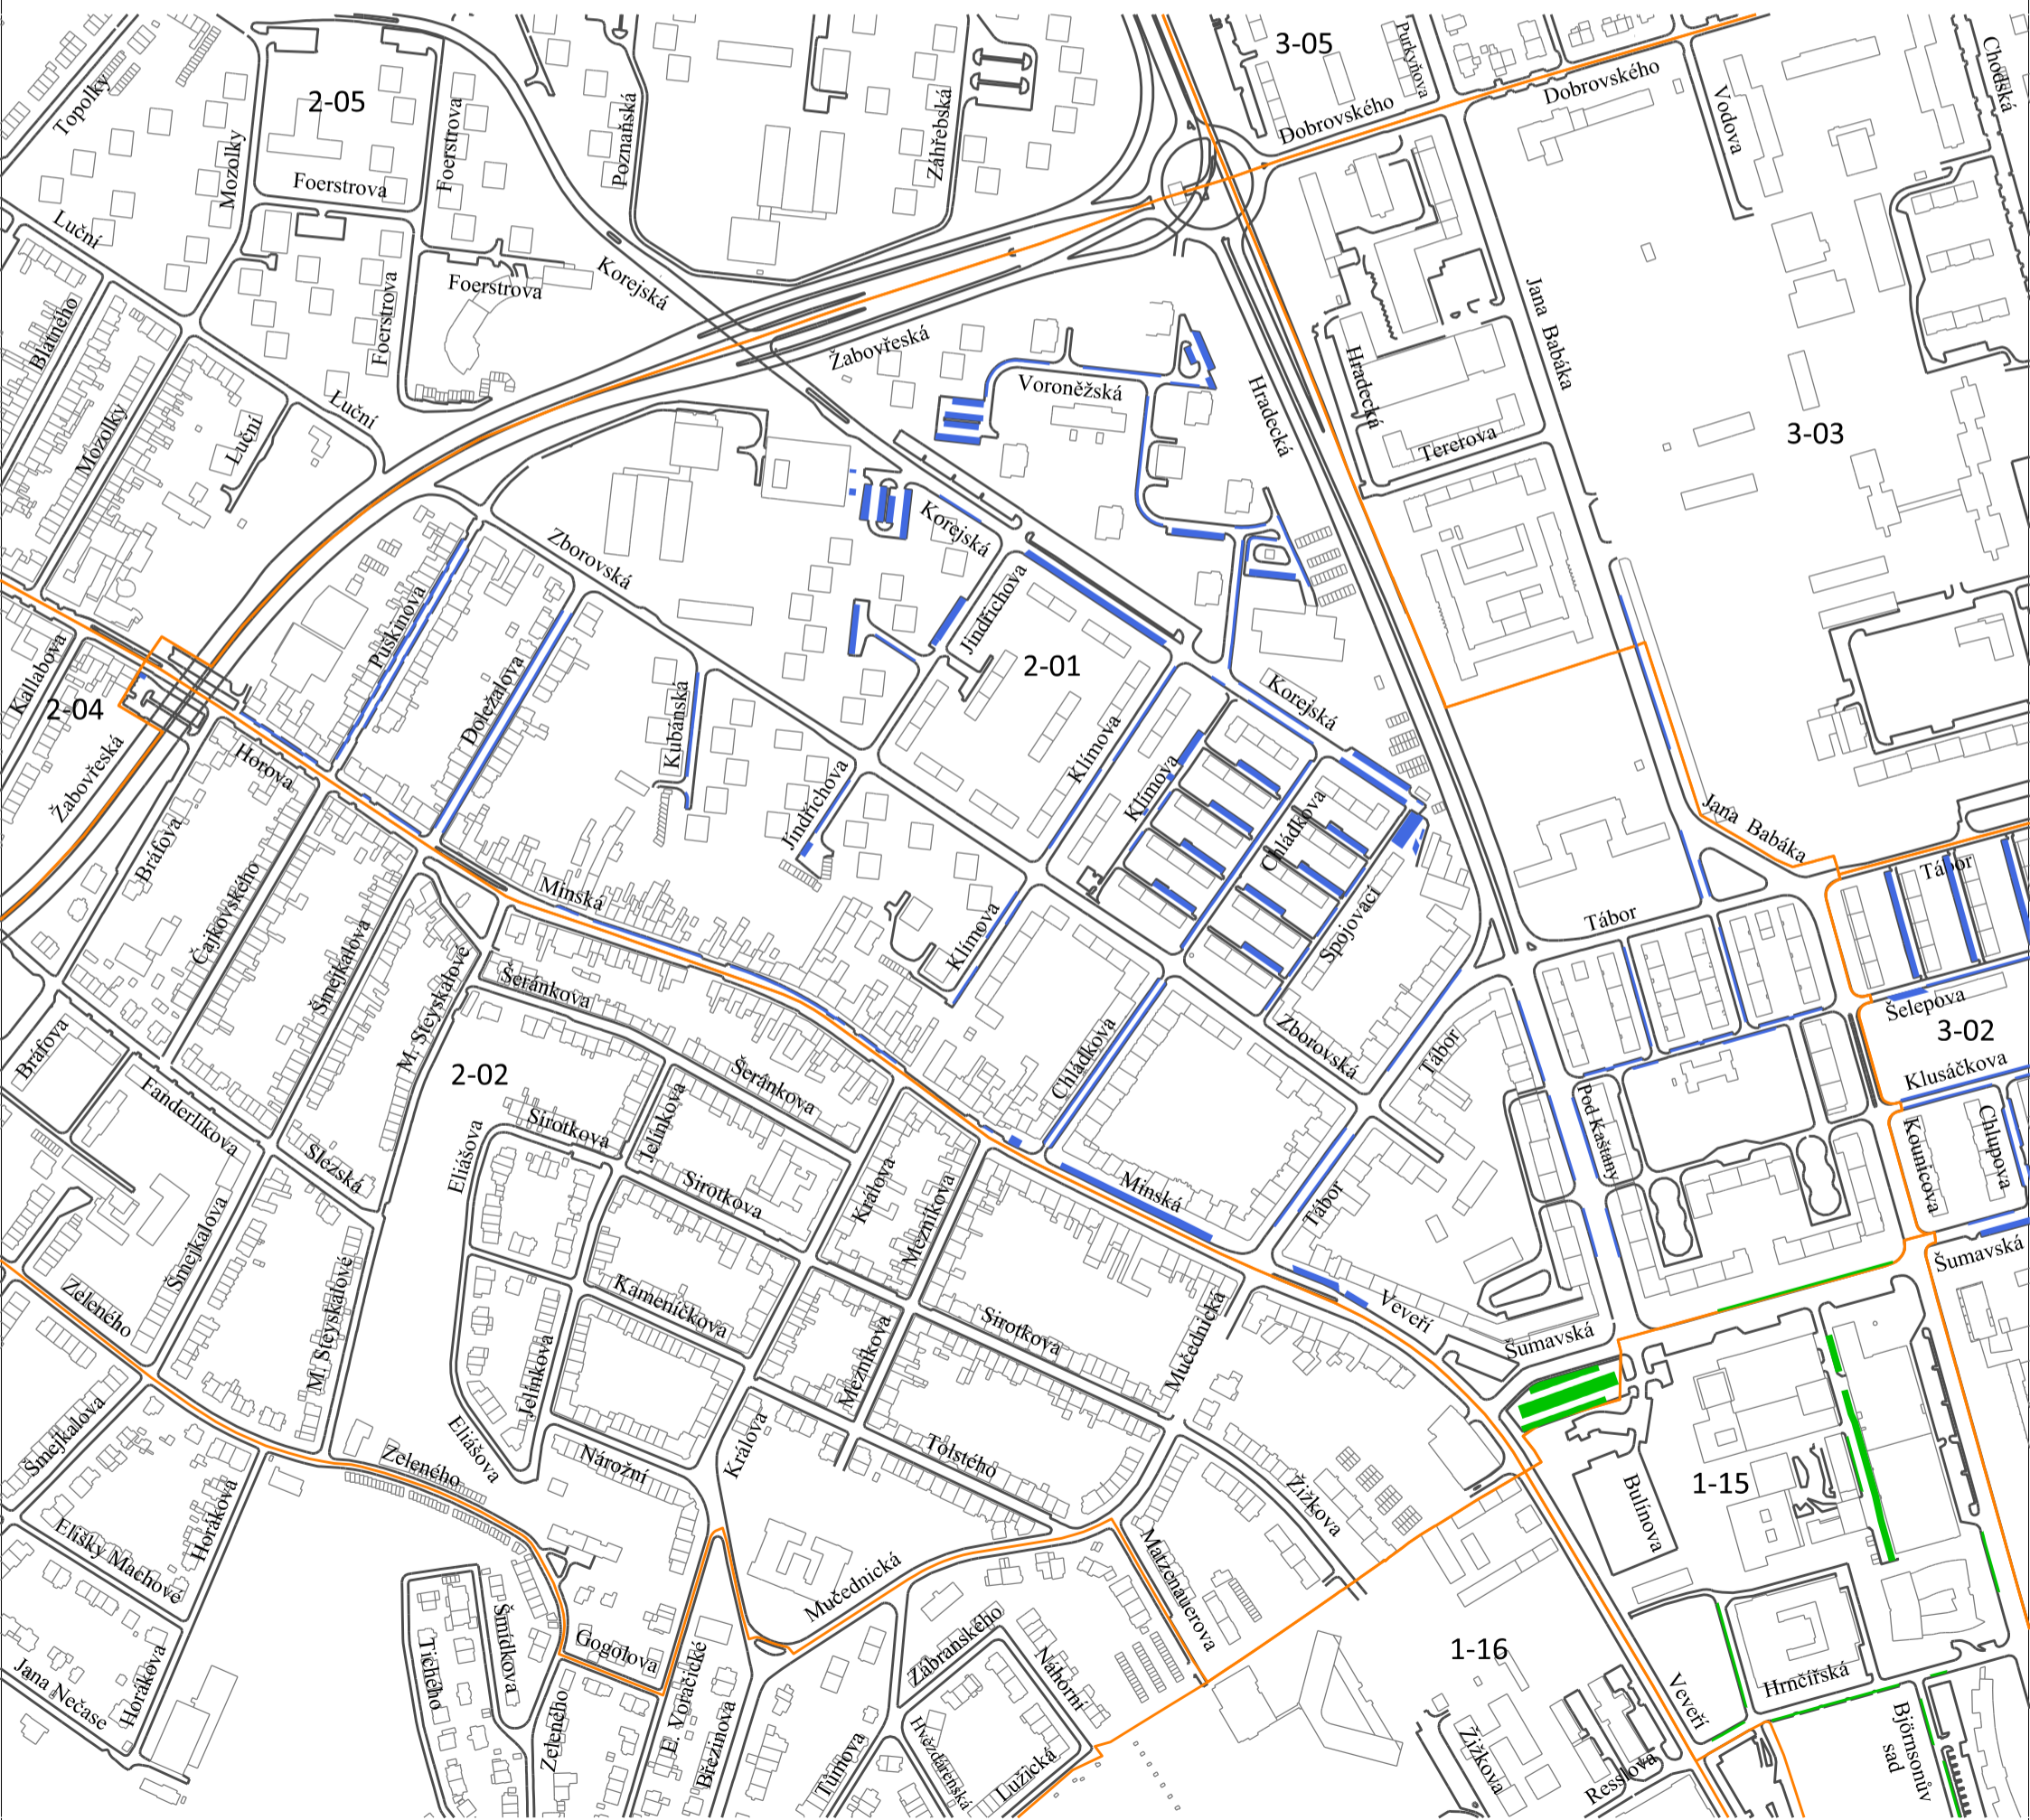 3-05
Purkyňova
Chodská
Topolky
2-05
Foerstrova
Poznaňská
Záhřebská
Dobrovského
Dobrovského
Vodova
Mozolky
Foerstrova
Luční
Korejská
Foerstrova
Foerstrova
Blatného
Žabovřeská
Voroněžská
Hradecká
Hradecká
Jana Babáka
Luční
Luční
Mozolky
Tererova
3-03
Korejská
Zborovská
Puškinova
Jindřichova
2-01
Kallabova
2-04
Doležalova
Kubánská
Korejská
Klímova
Horova
Žabovřeská
Klímova
Jindřichova
Chládkova
Jana Babáka
Bráfova
Čajkovského
Minská
Tábor
Šmejkalova
Klímova
Spojovací
Tábor
M. Steyskalové
Šeránkova
Šelepova
3-02
Bráfova
2-02
Chládkova
Zborovská
Tábor
Klusáčkova
Šeránkova
Fanderlíkova
Sirotkova
Jelínkova
Pod Kaštany
Chlupova
Kounicova
Eliášova
Slezská
Sirotkova
Králova
Mezníkova
Minská
Tábor
Šmejkalova
Šumavská
Zeleného
M. Steyskalové
Kameníčkova
Sirotkova
Mučednická
Veveří
Šumavská
Mezníkova
Jelínkova
Šmejkalova
Eliášova
Zeleného
Nárožní
Králova
Tolstého
Žižkova
Bulínova
1-15
Horákova
Elišky Machové
Mučednická
Matzenauerova
Šmídkova
Tichého
Gogolova
Zábranského
Náhorní
1-16
Hrnčířská
Veveří
Björnsonův
sad
Jana Nečase
Horákova
Zeleného
E. Voračické
Březinova
Tůmova
Hvězdárenská
Lužická
Žižkova
Resslova